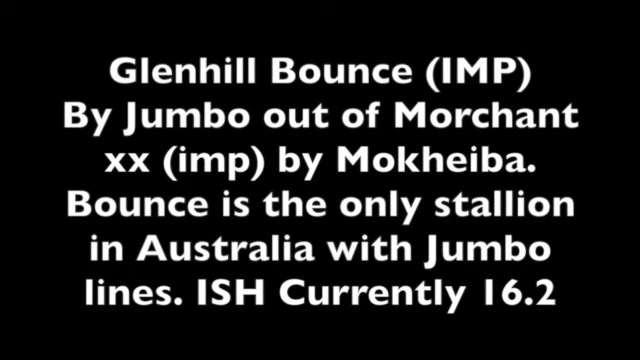 Glenhill Bounce (IMP)
By Jumbo out of Morchant
xx (imp) by Mokheiba.
Bounce is the only stallion
in Australia with Jumbo
lines. ISH Currently 16.2